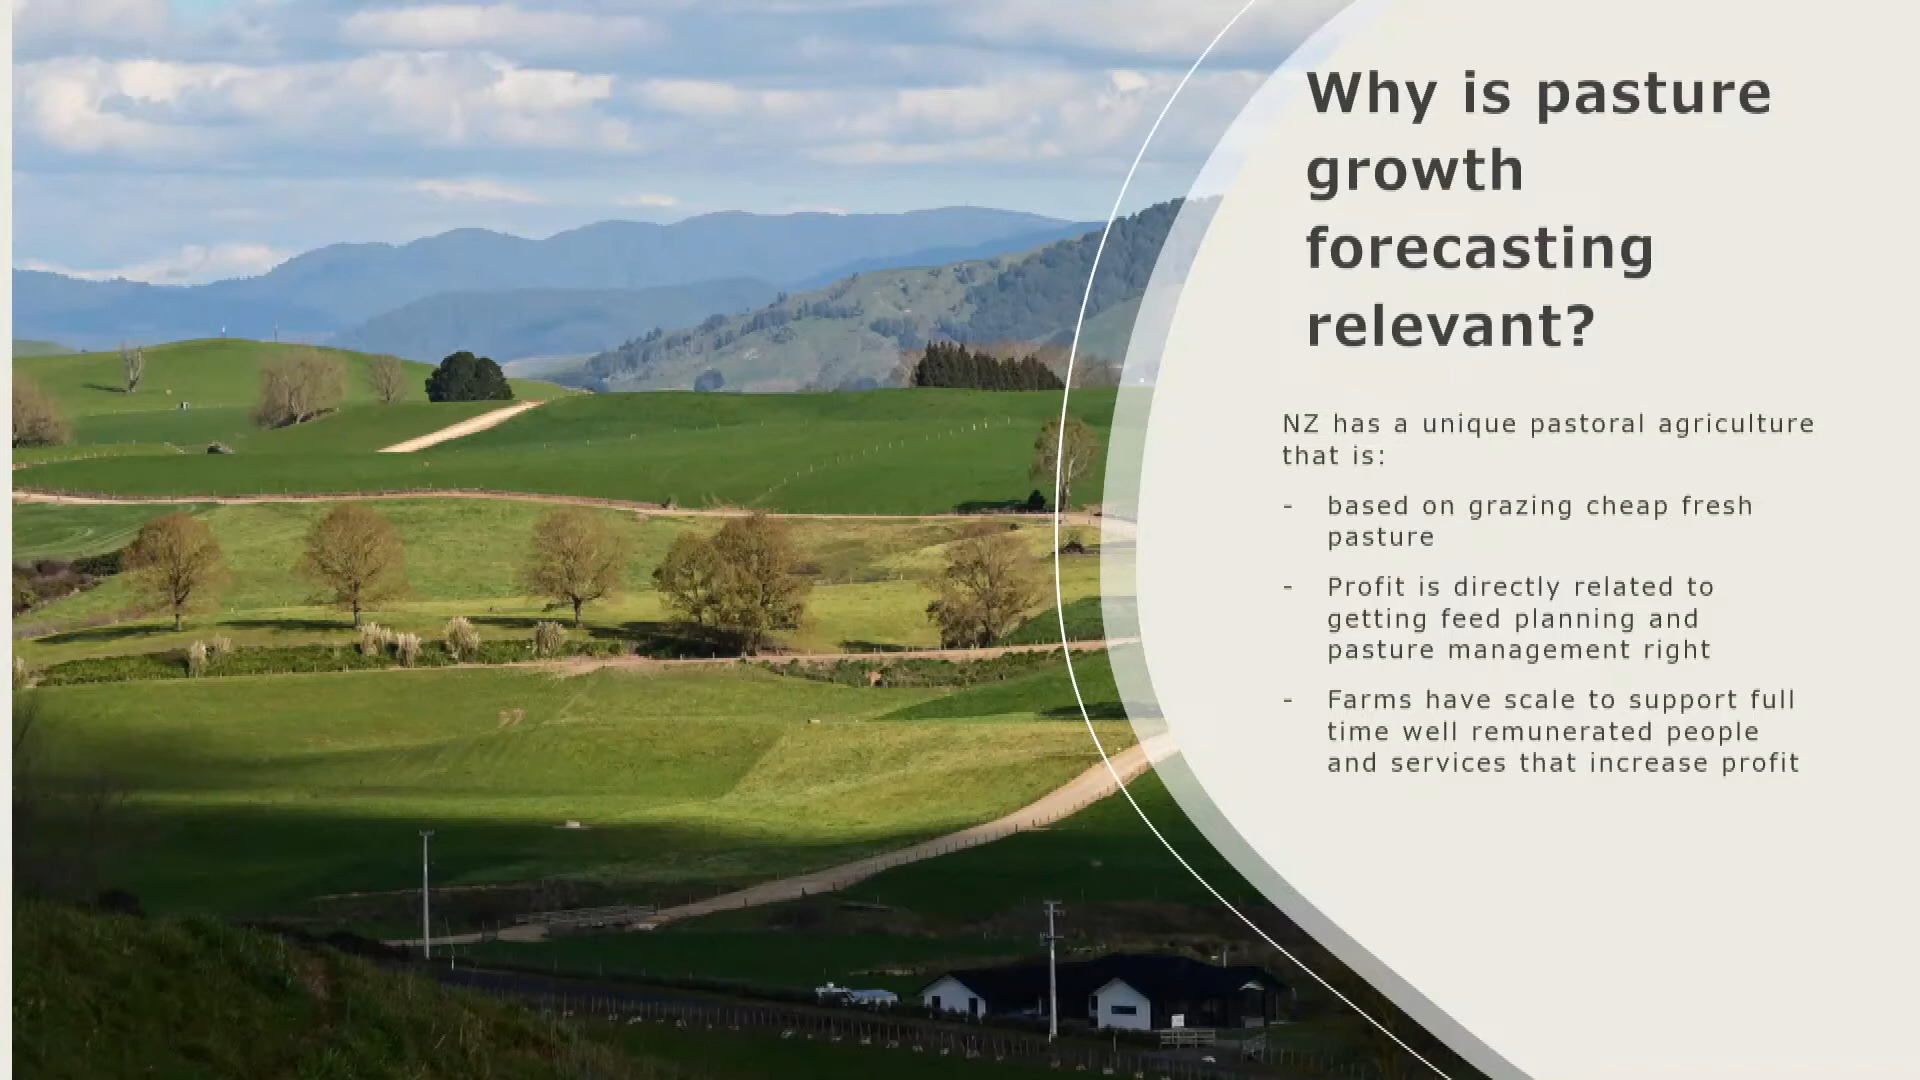 Why is pasture
growth
forecasting
relevant?
NZ has a unique pastoral agriculture
that is:
- based on grazing cheap fresh
pasture
- Profit is directly related to
getting feed planning and
pasture management right
- Farms have scale to support full
time well remunerated people
and services that increase profit